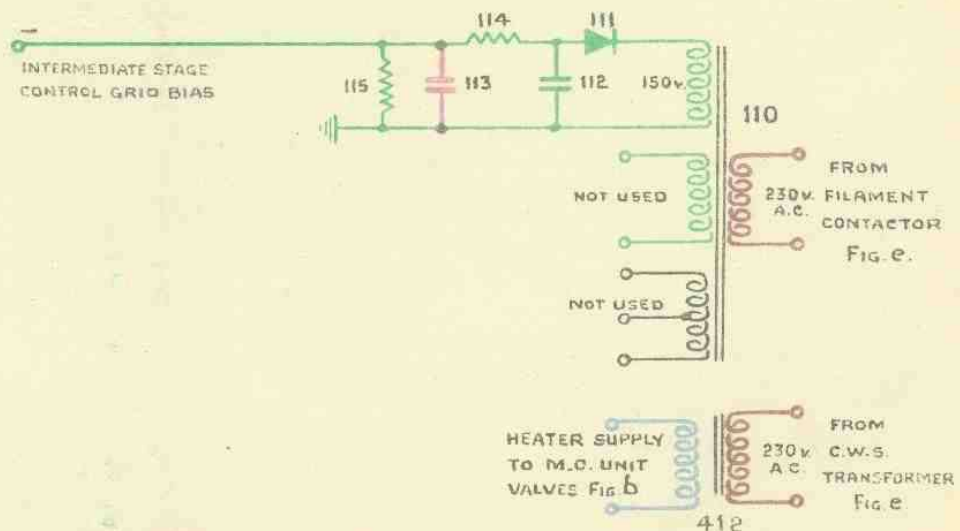 114
111
INTERMEDIATE STAGE
CONTROL GRID BIAS
115
113
112
150v.
110
NOT USED
230v.
A.C.
FROM
FILAMENT
CONTACTOR
FIG. e.
NOT USED
HEATER SUPPLY
TO M.O. UNIT
VALVES FIG. b
230v.
A.C.
FROM
C.W.S.
TRANSFORMER
FIG. e
412